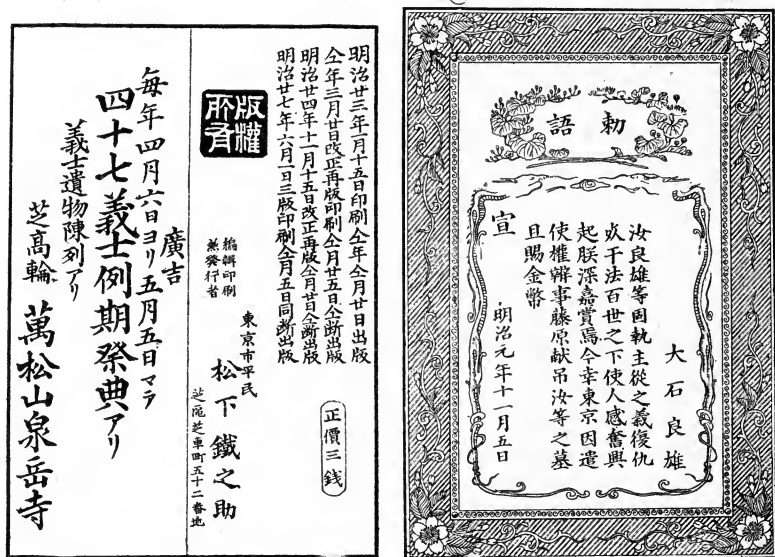 勅語
大石良雄
汝良雄等固執主從之義復仇
㱕于法百世之下使人感奮興
起朕深嘉賞焉今幸東京因遣
使權辨事藤原献吊汝等之墓
且賜金幣
宣
明治元年十一月五日
明治廿三年一月十五日印刷仝年仝月廿日出版
仝年三月廿日改正再版印刷仝月廿五日仝断出版
明治廿四年十一月十五日改正再版仝月廿日仝断出版
明治廿七年六月一日三版印刷仝月五日同断出版
版權所有
正價三錢
編輯印刷
兼發行者
東京市平民
松下鐵之助
芝區芝車町五十二番地
廣吉
毎年四月六日ヨリ五月五日マデ
四十七義士例期祭典アリ
義士遺物陳列アリ
芝高輪 萬松山泉岳寺